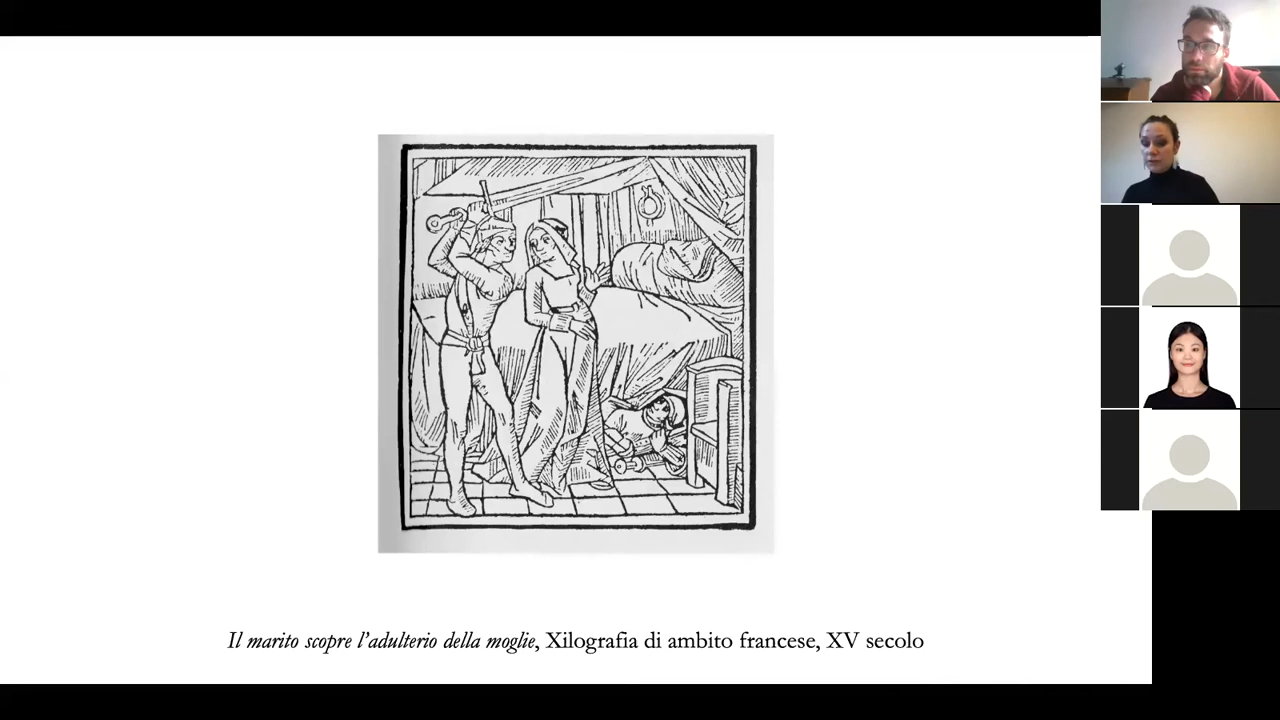 Il marito scopre l’adulterio della moglie, Xilografia di ambito francese, XV secolo